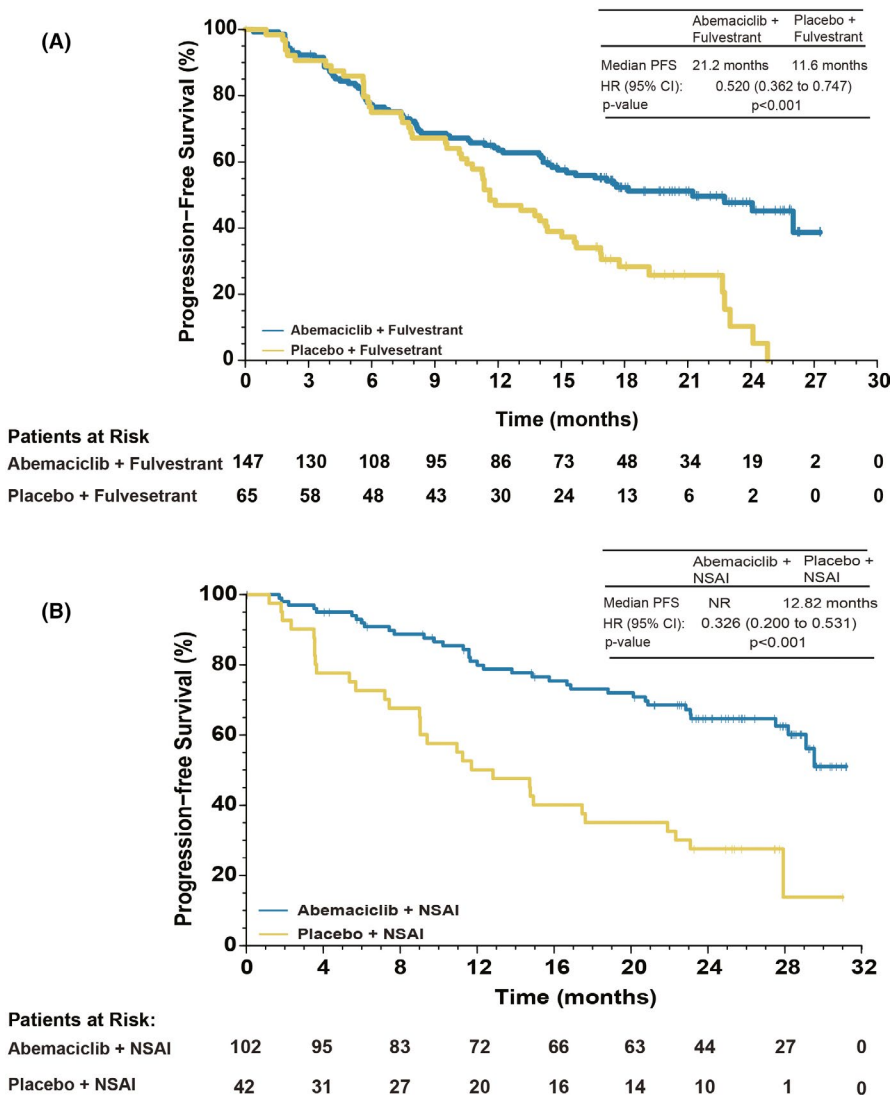 (A)
Abemaciclib + Placebo +
Fulvestrant Fulvestrant
Median PFS 21.2 months 11.6 months
HR (95% CI): 0.520 (0.362 to 0.747)
p-value p<0.001
Progression-Free Survival (%)
100
80
60
40
20
0
Abemaciclib + Fulvestrant
Placebo + Fulvesetrant
0 3 6 9 12 15 18 21 24 27 30
Time (months)
Patients at Risk
Abemaciclib + Fulvestrant 147 130 108 95 86 73 48 34 19 2 0
Placebo + Fulvesetrant 65 58 48 43 30 24 13 6 2 0 0
(B)
Abemaciclib + Placebo +
NSAI NSAI
Median PFS NR 12.82 months
HR (95% CI): 0.326 (0.200 to 0.531)
p-value p<0.001
Progression-free Survival (%)
100
80
60
40
20
0
Abemaciclib + NSAI
Placebo + NSAI
0 4 8 12 16 20 24 28 32
Time (months)
Patients at Risk:
Abemaciclib + NSAI 102 95 83 72 66 63 44 27 0
Placebo + NSAI 42 31 27 20 16 14 10 1 0